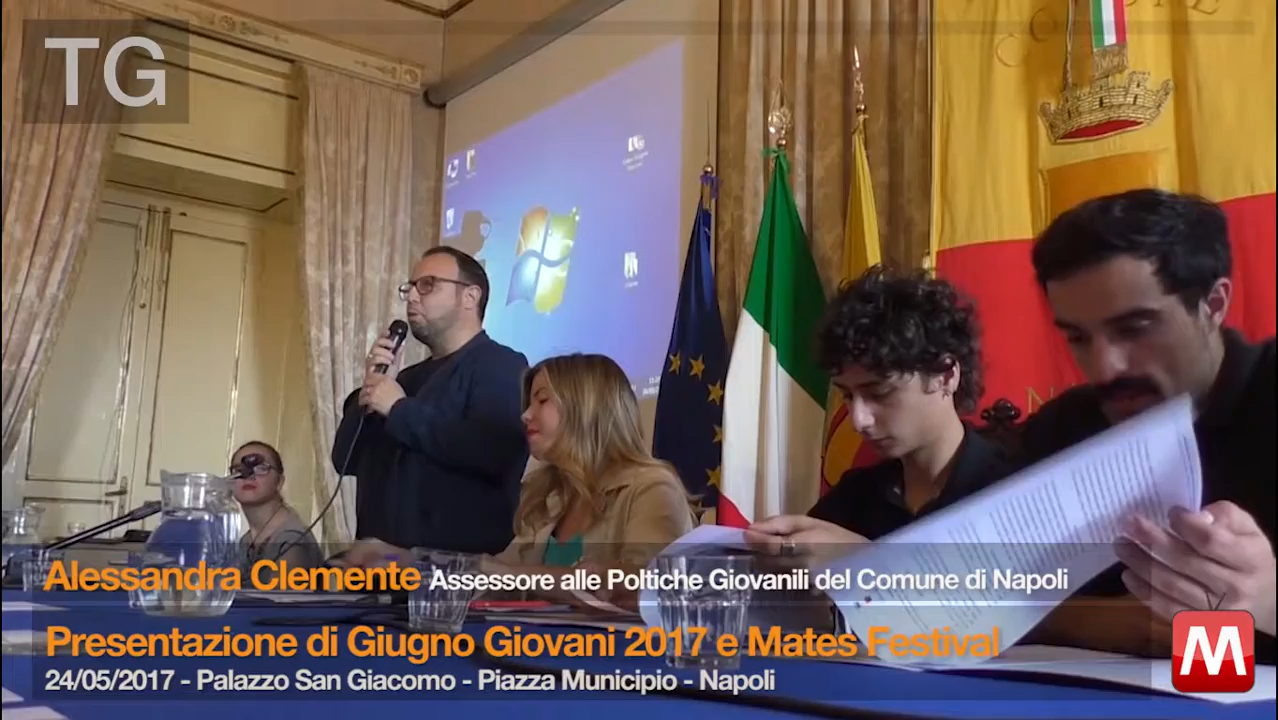 TG
Alessandra Clemente Assessore alle Poltiche Giovanili del Comune di Napoli
Presentazione di Giugno Giovani 2017 e Mates Festival
24/05/2017 - Palazzo San Giacomo - Piazza Municipio - Napoli
M